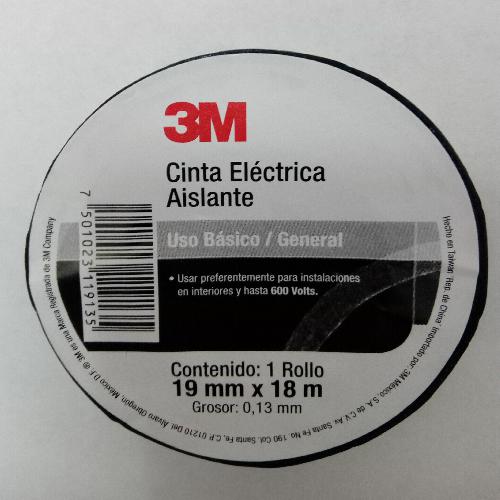 3M
Cinta Eléctrica
Aislante
Uso Básico / General
• Usar preferentemente para instalaciones
en interiores y hasta 600 Volts.
Contenido: 1 Rollo
19 mm x 18 m
Grosor: 0,13 mm
7 501023 119135
Hecho en Taiwan Rep. de China Importado por: 3M México, S.A. de C.V. Av. Santa Fe No. 190 Col. Santa Fe, C.P. 01210 Del. Álvaro Obregón, México D.F. ® 3M es una Marca Registrada de 3M Company